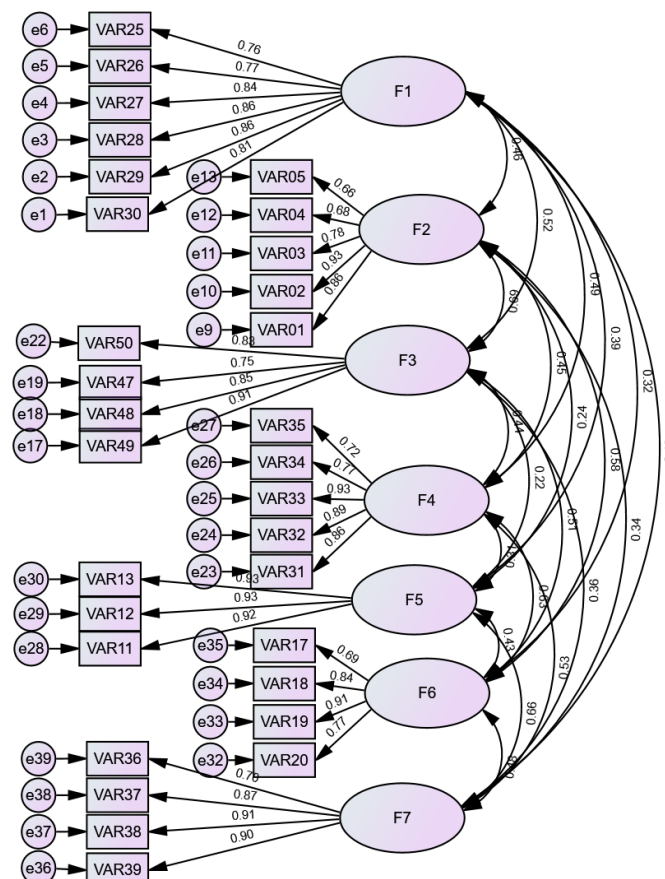 e6 VAR25
e5 VAR26
e4 VAR27
e3 VAR28
e2 VAR29
e1 VAR30
0.76
0.77
0.84
0.86
0.86
0.81
F1
e13 VAR05
e12 VAR04
e11 VAR03
e10 VAR02
e9 VAR01
0.66
0.68
0.78
0.93
0.86
F2
e22 VAR50
e19 VAR47
e18 VAR48
e17 VAR49
0.75
0.85
0.91
F3
e27 VAR35
e26 VAR34
e25 VAR33
e24 VAR32
e23 VAR31
0.72
0.77
0.93
0.89
0.86
F4
e30 VAR13
e29 VAR12
e28 VAR11
0.93
0.93
0.92
F5
e35 VAR17
e34 VAR18
e33 VAR19
e32 VAR20
0.69
0.84
0.91
0.77
F6
e39 VAR36
e38 VAR37
e37 VAR38
e36 VAR39
0.87
0.91
0.90
F7
0.46
0.52
0.49
0.39
0.32
0.69
0.45
0.24
0.58
0.34
0.44
0.22
0.51
0.36
0.53
0.43
0.66